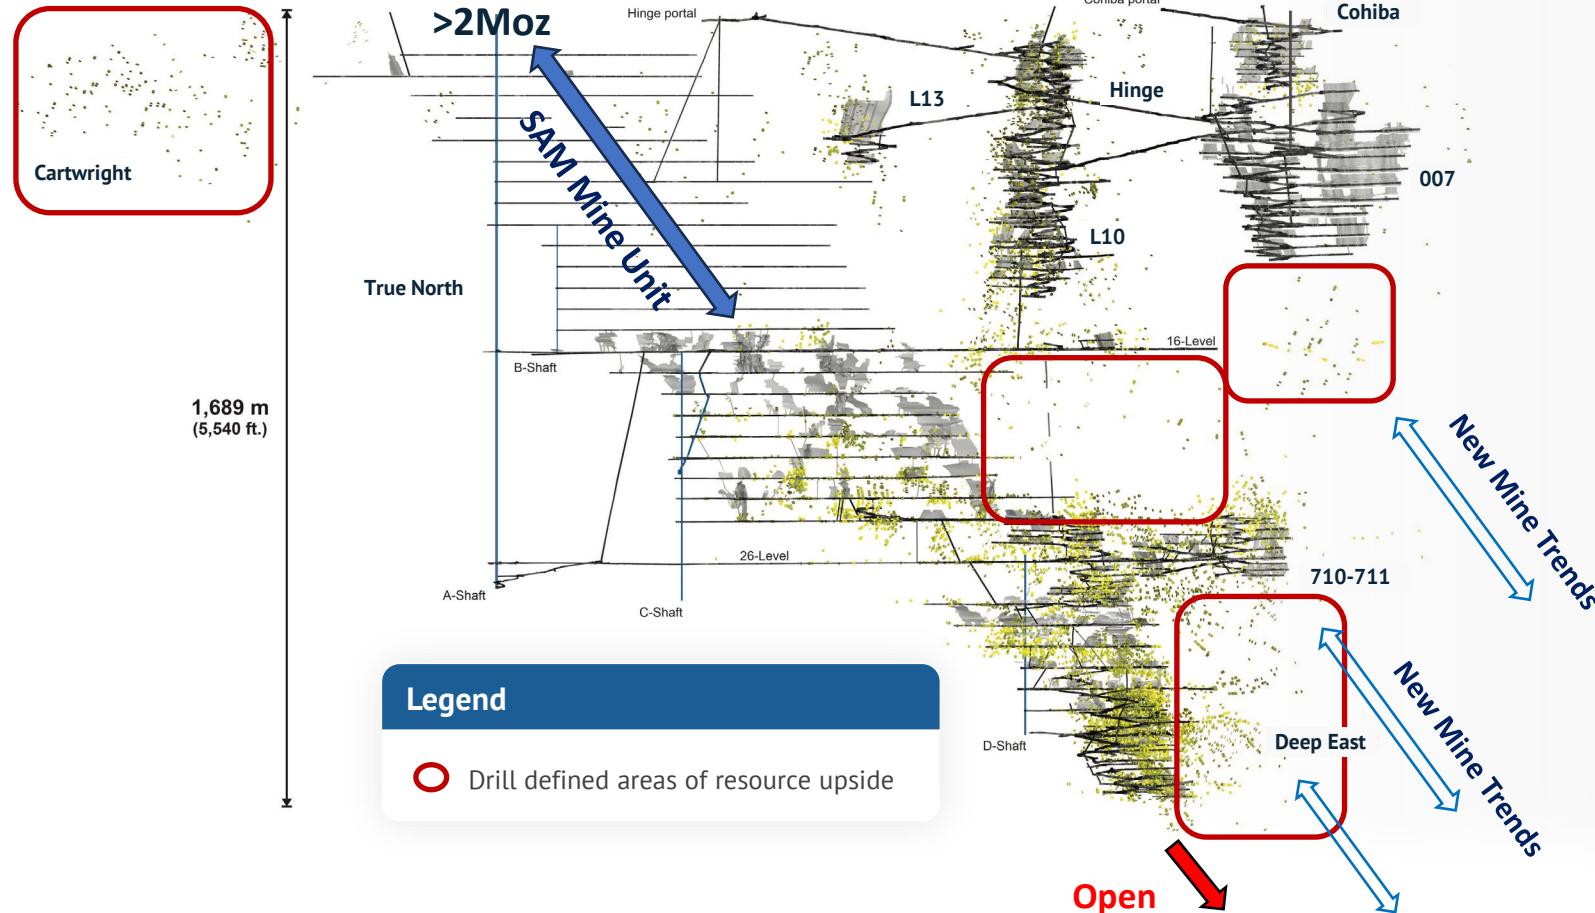 Hinge portal
Cohiba portal
Cohiba
>2Moz
L13
Hinge
SAM Mine Unit
Cartwright
007
L10
True North
16-Level
B-Shaft
1,689 m
(5,540 ft.)
New Mine Trends
26-Level
710-711
A-Shaft
C-Shaft
New Mine Trends
Legend
Drill defined areas of resource upside
D-Shaft
Deep East
Open